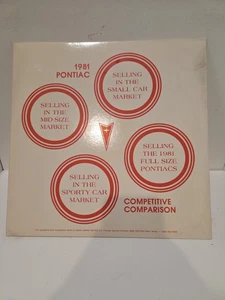 1981
PONTIAC
SELLING
IN THE
SMALL CAR
MARKET
SELLING
IN THE
MID-SIZE
MARKET
SELLING
THE 1981
FULL SIZE
PONTIACS
SELLING
IN THE
SPORTY CAR
MARKET
COMPETITIVE
COMPARISON